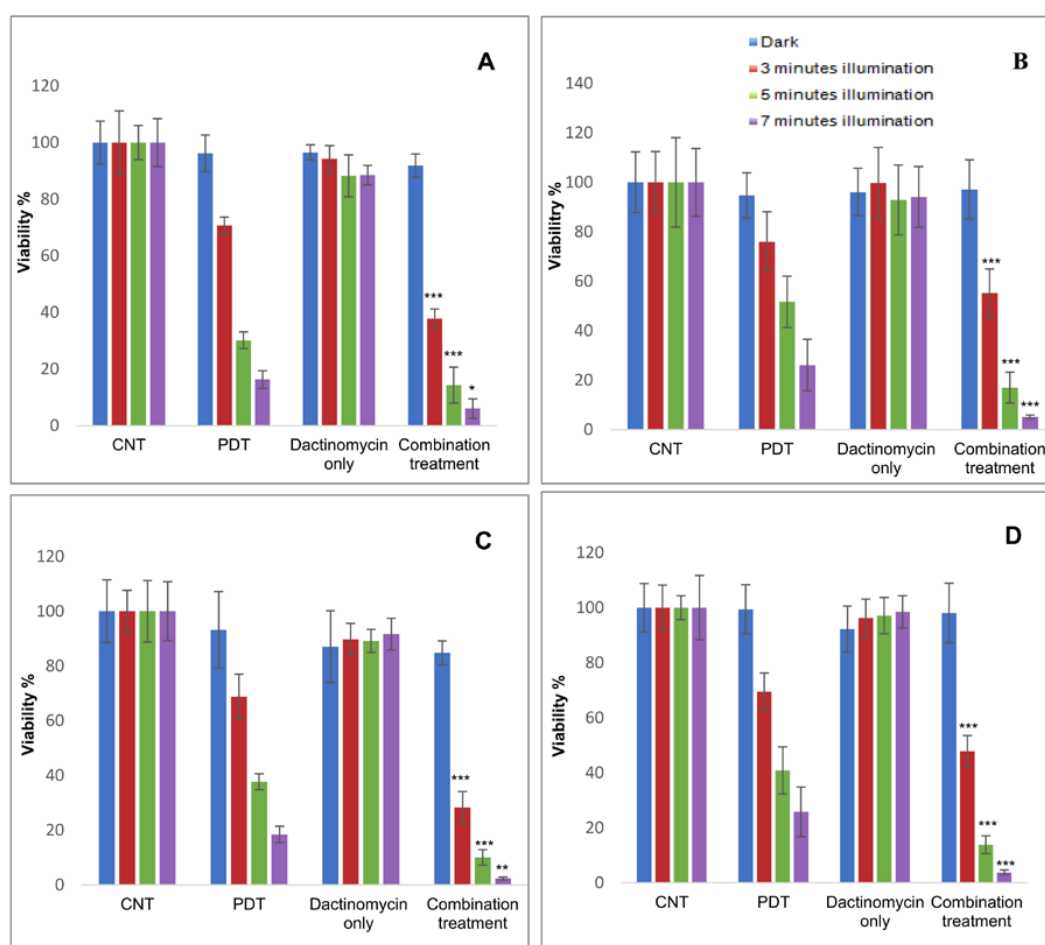 A
Viability %
120
100
80
60
40
20
0
***
***
*
CNT
PDT
Dactinomycin
only
Combination
treatment
B
Dark
3 minutes illumination
5 minutes illumination
7 minutes illumination
Viabilitry %
140
120
100
80
60
40
20
0
***
***
***
CNT
PDT
Dactinomycin
only
Combination
treatment
C
Viability %
120
100
80
60
40
20
0
***
***
**
CNT
PDT
Dactinomycin
only
Combination
treatment
D
Viability %
120
100
80
60
40
20
0
***
***
***
CNT
PDT
Dactinomycin
only
Combination
treatment